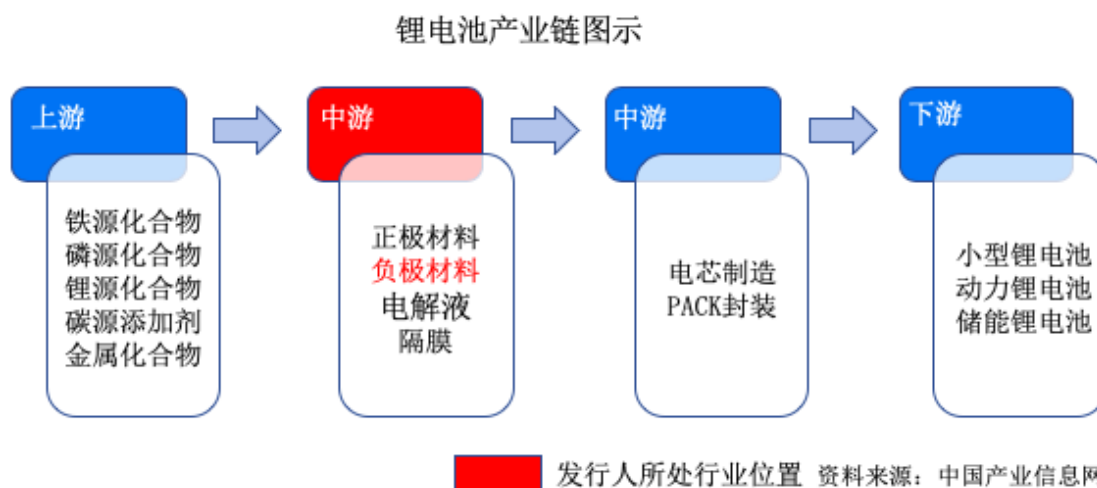 锂电池产业链图示
上游
铁源化合物
磷源化合物
锂源化合物
碳源添加剂
金属化合物
中游
正极材料
负极材料
电解液
隔膜
中游
电芯制造
PACK封装
下游
小型锂电池
动力锂电池
储能锂电池
发行人所处行业位置 资料来源：中国产业信息网